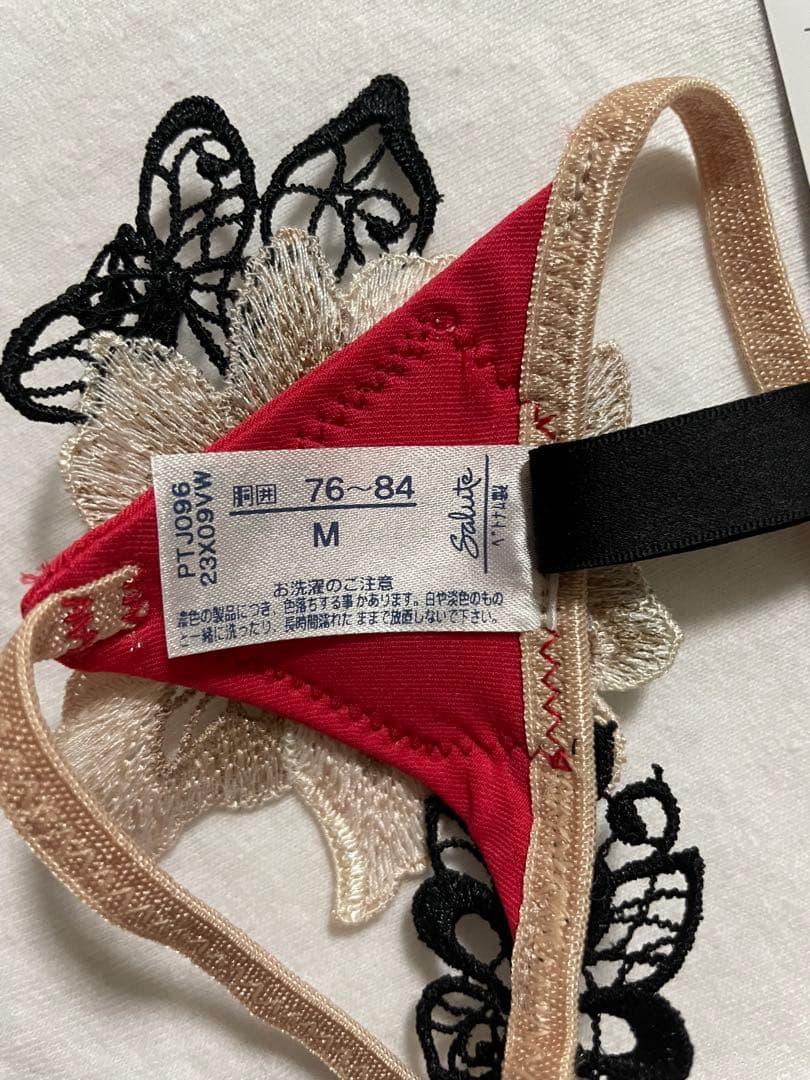 PTJ096
23X09VW
胴囲 76～84
M
Salute
ベトナム製
お洗濯のご注意
濃色の製品につき、色落ちする事があります。白や淡色のもの
と一緒に洗ったり、長時間濡れたままで放置しないで下さい。